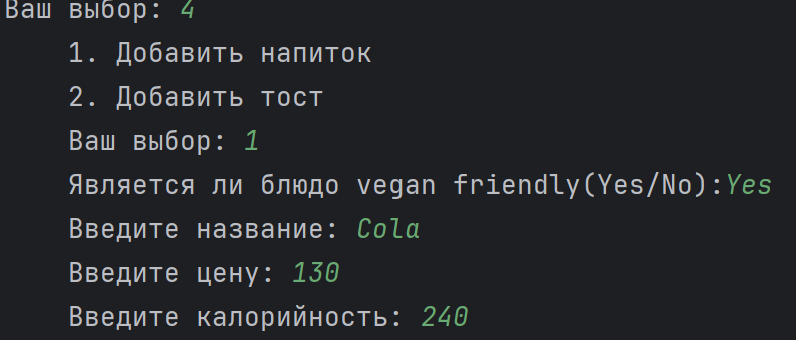 Ваш выбор: 4
1. Добавить напиток
2. Добавить тост
Ваш выбор: 1
Является ли блюдо vegan friendly(Yes/No):Yes
Введите название: Cola
Введите цену: 130
Введите калорийность: 240